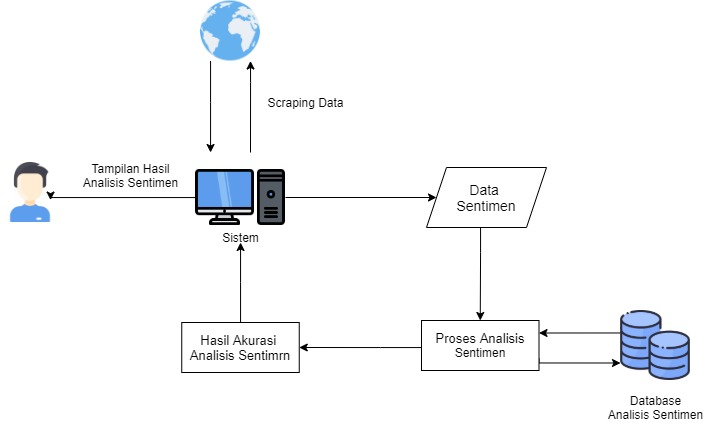 Scraping Data
Tampilan Hasil
Analisis Sentimen
Sistem
Data
Sentimen
Hasil Akurasi
Analisis Sentimrn
Proses Analisis
Sentimen
Database
Analisis Sentimen